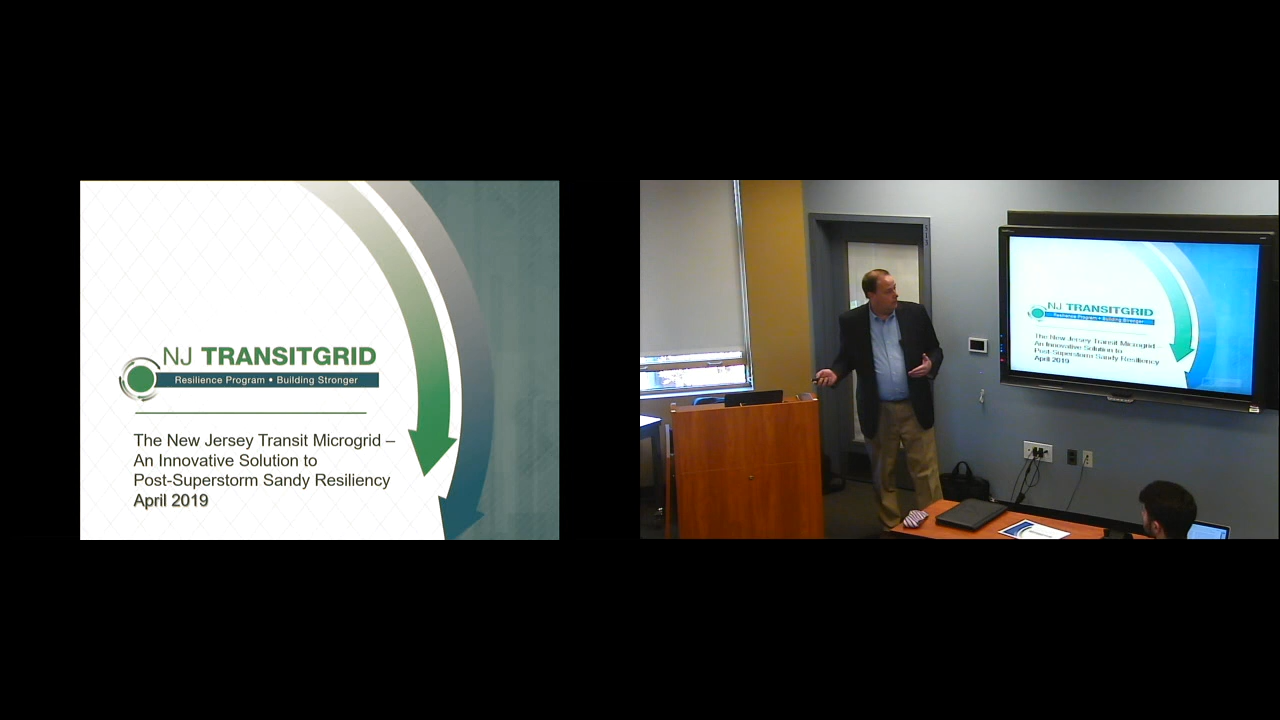 NJ TRANSITGRID
Resilience Program • Building Stronger
The New Jersey Transit Microgrid –
An Innovative Solution to
Post-Superstorm Sandy Resiliency
April 2019
NJ TRANSITGRID
Resilience Program • Building Stronger
The New Jersey Transit Microgrid –
An Innovative Solution to
Post-Superstorm Sandy Resiliency
April 2019